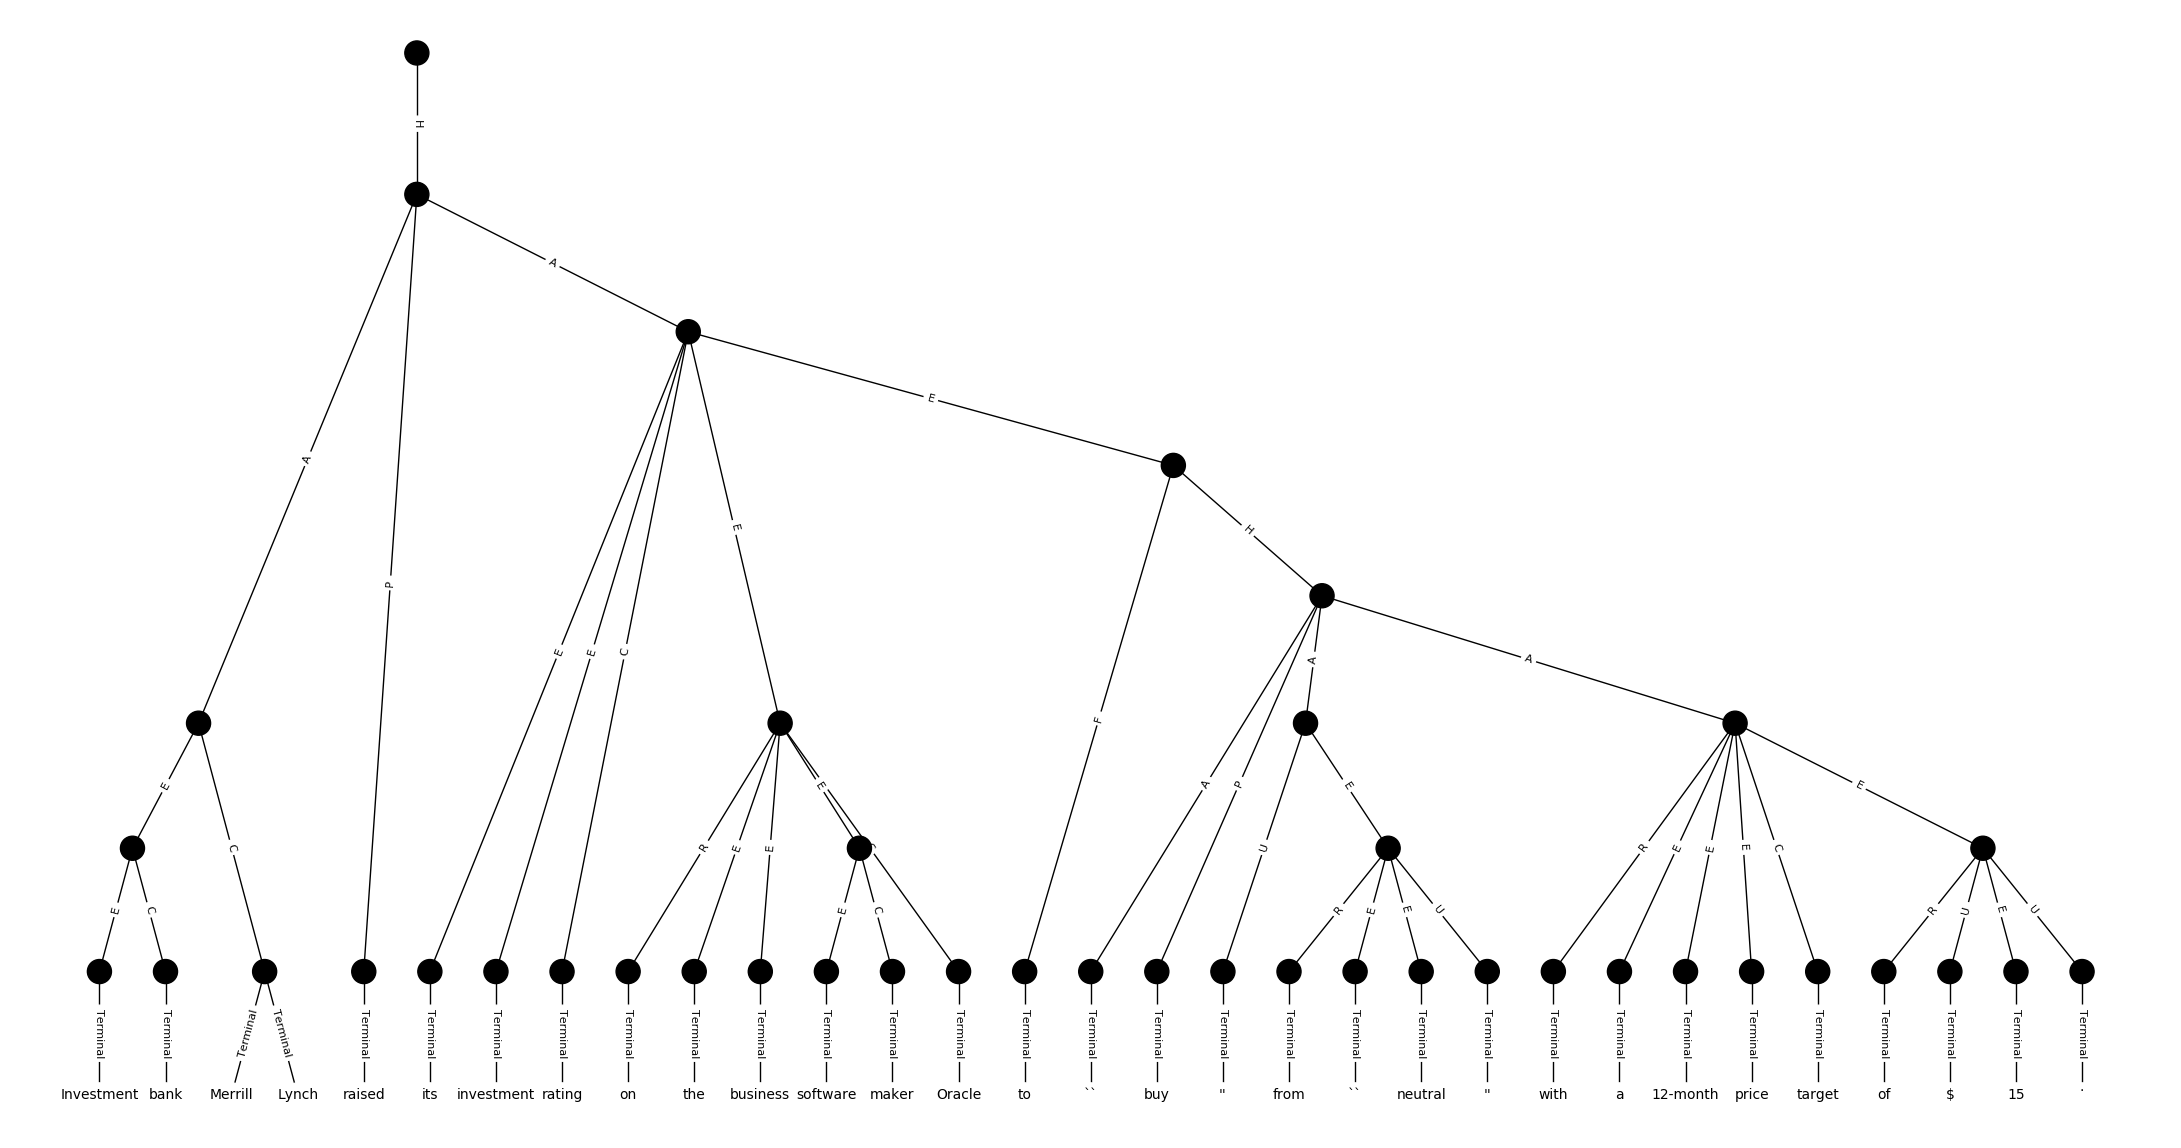 H
A
A
E
E
H
P
E
E
C
A
A
F
E
C
E
A
P
E
E
R
E
E
C
U
R
E
E
E
C
E
C
E
C
R
E
E
U
R
U
E
U
Terminal Terminal Terminal Terminal Terminal Terminal Terminal Terminal Terminal Terminal Terminal Terminal Terminal Terminal Terminal Terminal Terminal Terminal Terminal Terminal Terminal Terminal Terminal Terminal Terminal Terminal Terminal Terminal Terminal Terminal Terminal
Investment bank Merrill Lynch raised its investment rating on the business software maker Oracle to `` buy " from `` neutral " with a 12-month price target of $ 15 .